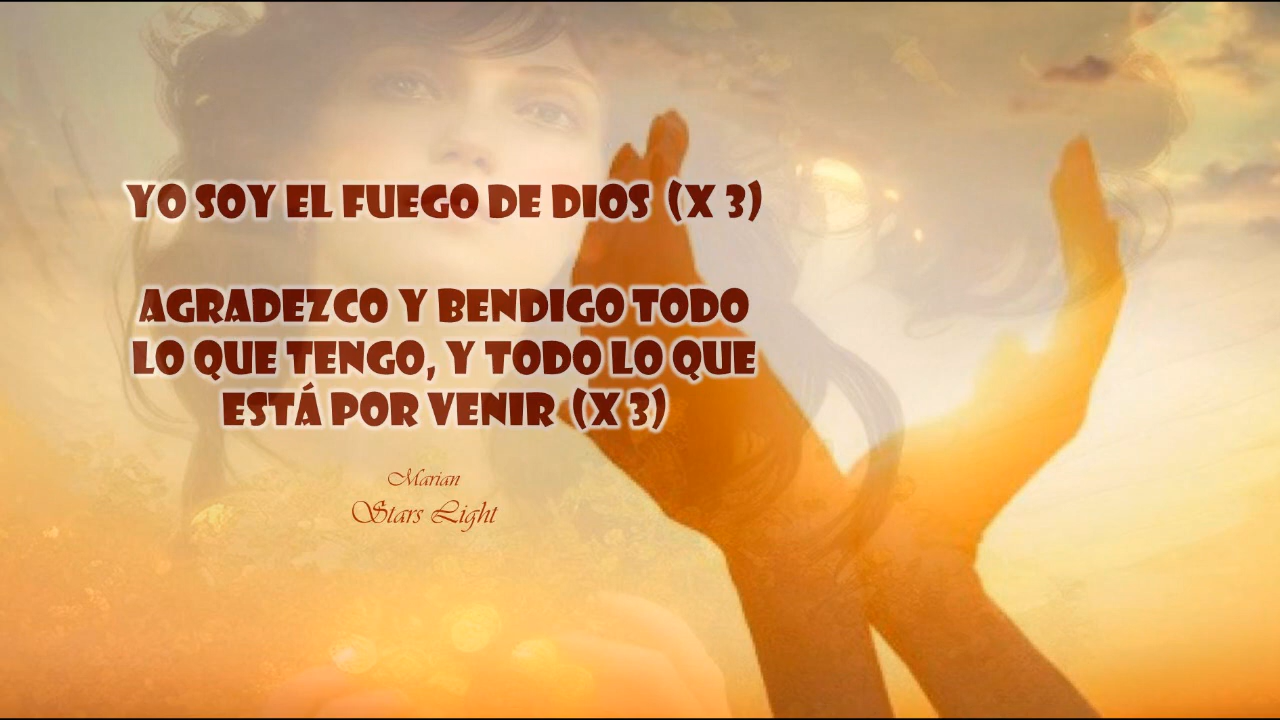 YO SOY EL FUEGO DE DIOS (X 3)
AGRADEZCO Y BENDIGO TODO
LO QUE TENGO, Y TODO LO QUE
ESTÁ POR VENIR (X 3)
Marian
Stars Light